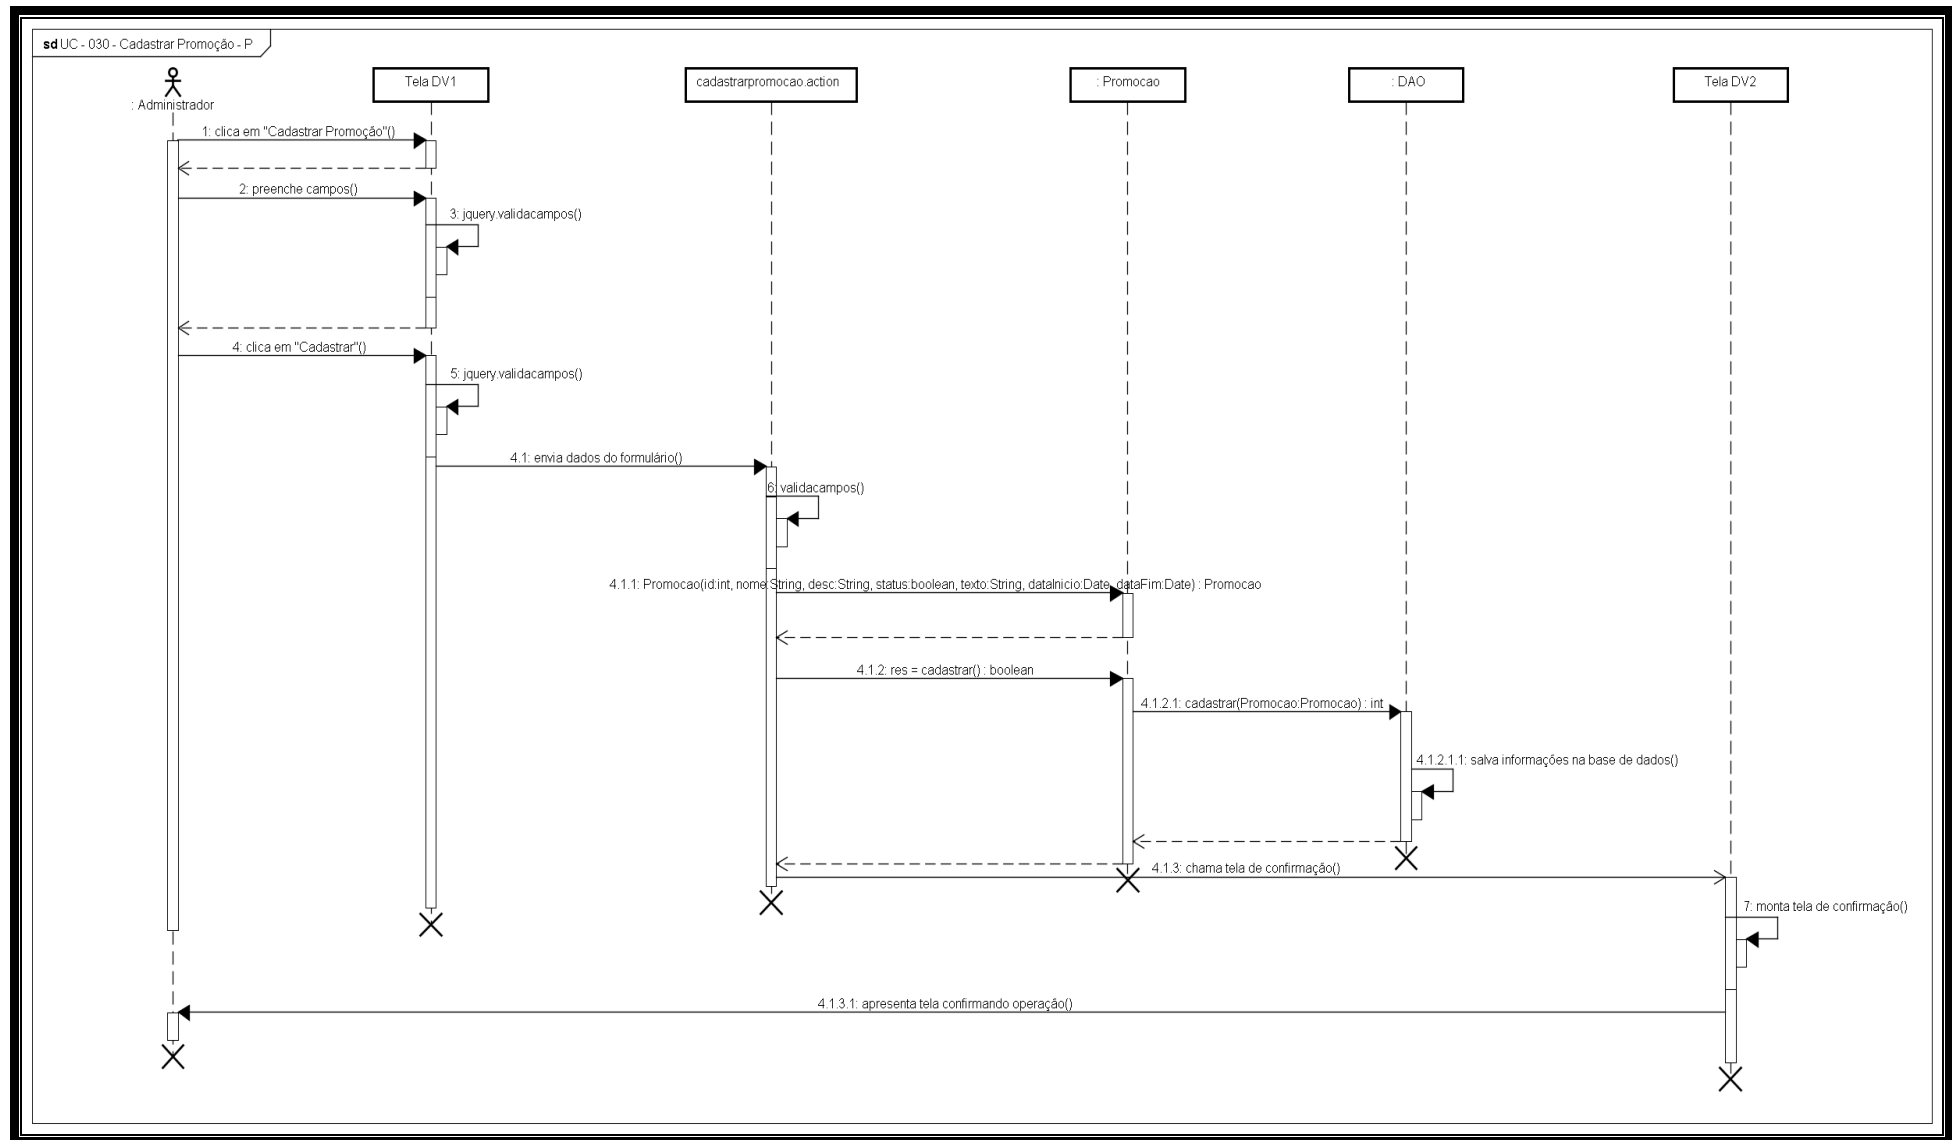 sd UC - 030 - Cadastrar Promoção - P
: Administrador
Tela DV1
cadastrarpromocao.action
: Promocao
: DAO
Tela DV2
1: clica em "Cadastrar Promoção"()
2: preenche campos()
3: jquery.validacampos()
4: clica em "Cadastrar"()
5: jquery.validacampos()
4.1: envia dados do formulário()
6: validacampos()
4.1.1: Promocao(id:int, nome:String, desc:String, status:boolean, texto:String, dataInicio:Date, dataFim:Date) : Promocao
4.1.2: res = cadastrar() : boolean
4.1.2.1: cadastrar(Promocao:Promocao) : int
4.1.2.1.1: salva informações na base de dados()
4.1.3: chama tela de confirmação()
7: monta tela de confirmação()
4.1.3.1: apresenta tela confirmando operação()